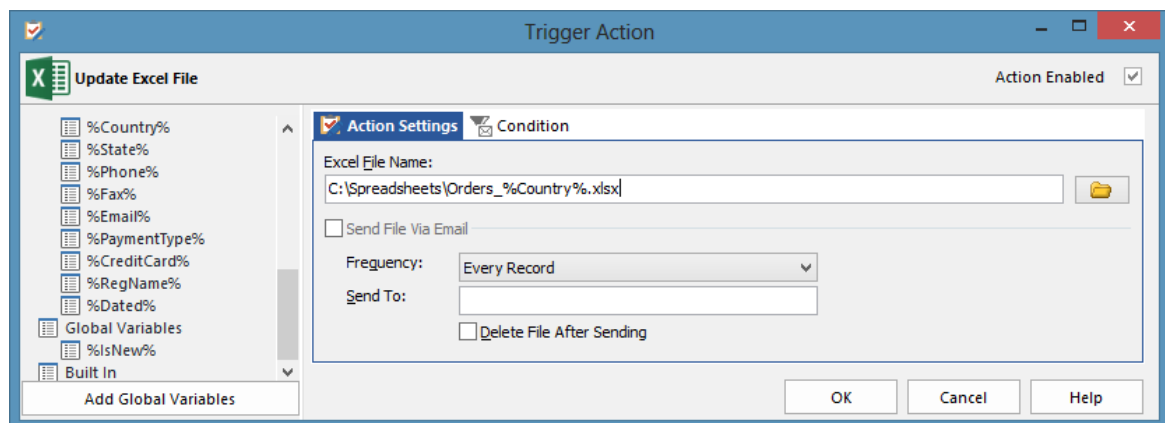 Trigger Action
Update Excel File
Action Enabled
%Country%
%State%
%Phone%
%Fax%
%Email%
%PaymentType%
%CreditCard%
%RegName%
%Dated%
Global Variables
%IsNew%
Built In
Add Global Variables
Action Settings
Condition
Excel File Name:
C:\Spreadsheets\Orders_%Country%.xlsx
Send File Via Email
Frequency:
Every Record
Send To:
Delete File After Sending
OK
Cancel
Help